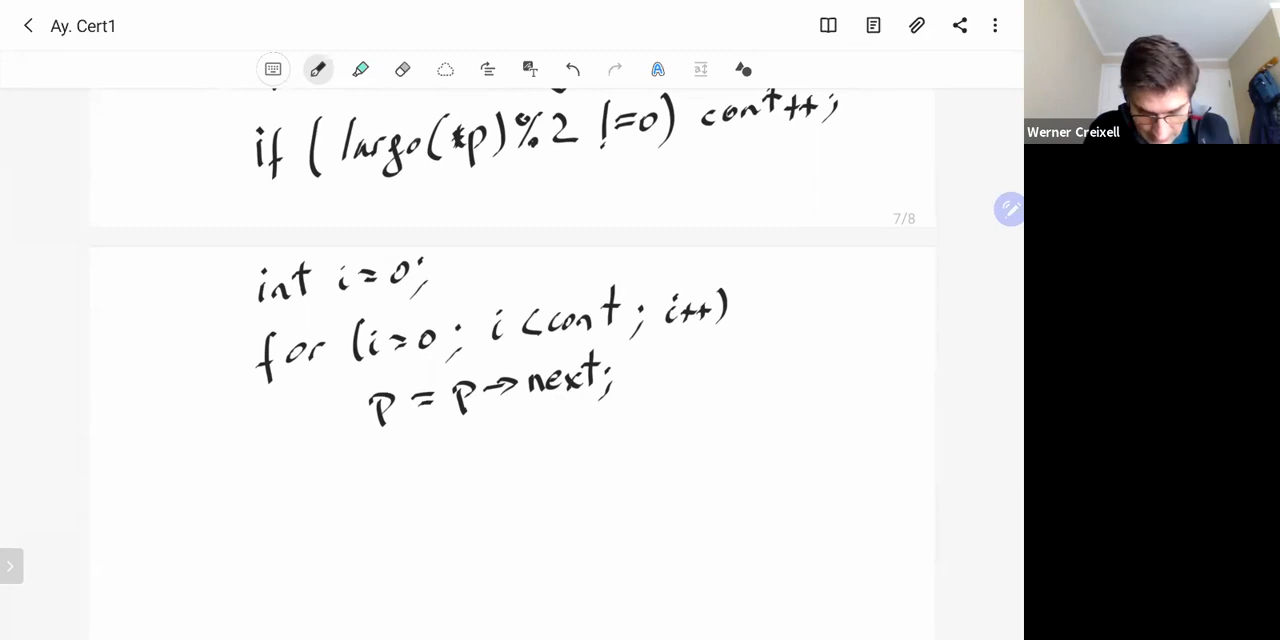 Ay. Cert1
Werner Creixell
if ( largo(*p)%2 !=0) cont++;
7/8
int i=0;
for (i=0; i<cont; i++)
p = p→next;